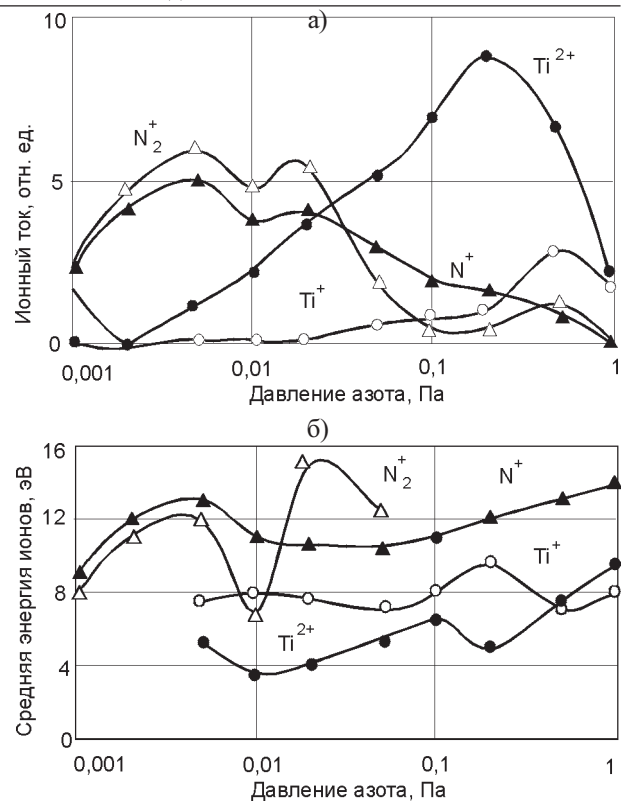 а)
10
5
0
Ионный ток, отн. ед.
N₂⁺
Ti²⁺
Ti⁺
N⁺
0,001 0,01 0,1 1
Давление азота, Па
б)
16
12
8
4
0
Средняя энергия ионов, эВ
N₂⁺
N⁺
Ti⁺
Ti²⁺
0,001 0,01 0,1 1
Давление азота, Па